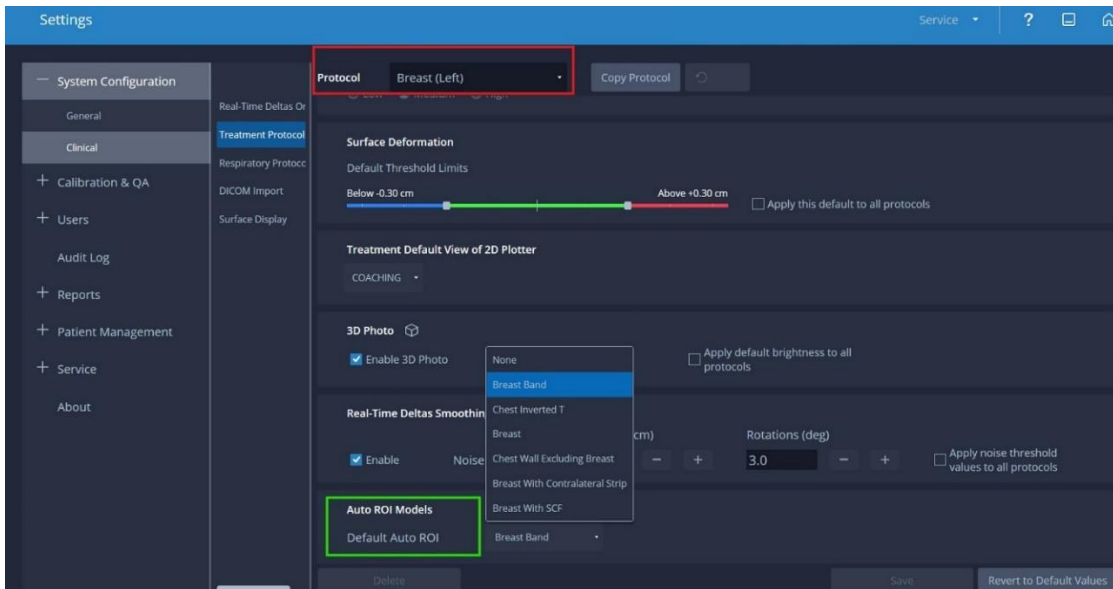 Settings
Service
?
System Configuration
General
Clinical
Calibration & QA
Users
Audit Log
Reports
Patient Management
Service
About
Real-Time Deltas Or
Treatment Protocol
Respiratory Protocc
DICOM Import
Surface Display
Protocol Breast (Left) Copy Protocol
Low Medium High
Surface Deformation
Default Threshold Limits
Below -0.30 cm Above +0.30 cm
Apply this default to all protocols
Treatment Default View of 2D Plotter
COACHING
3D Photo
Enable 3D Photo
Apply default brightness to all
protocols
None
Breast Band
Chest Inverted T
Breast
Chest Wall Excluding Breast
Breast With Contralateral Strip
Breast With SCF
Real-Time Deltas Smoothin
cm) Rotations (deg)
Enable Noise 3.0
Apply noise threshold
values to all protocols
Auto ROI Models
Default Auto ROI Breast Band
Delete Save Revert to Default Values